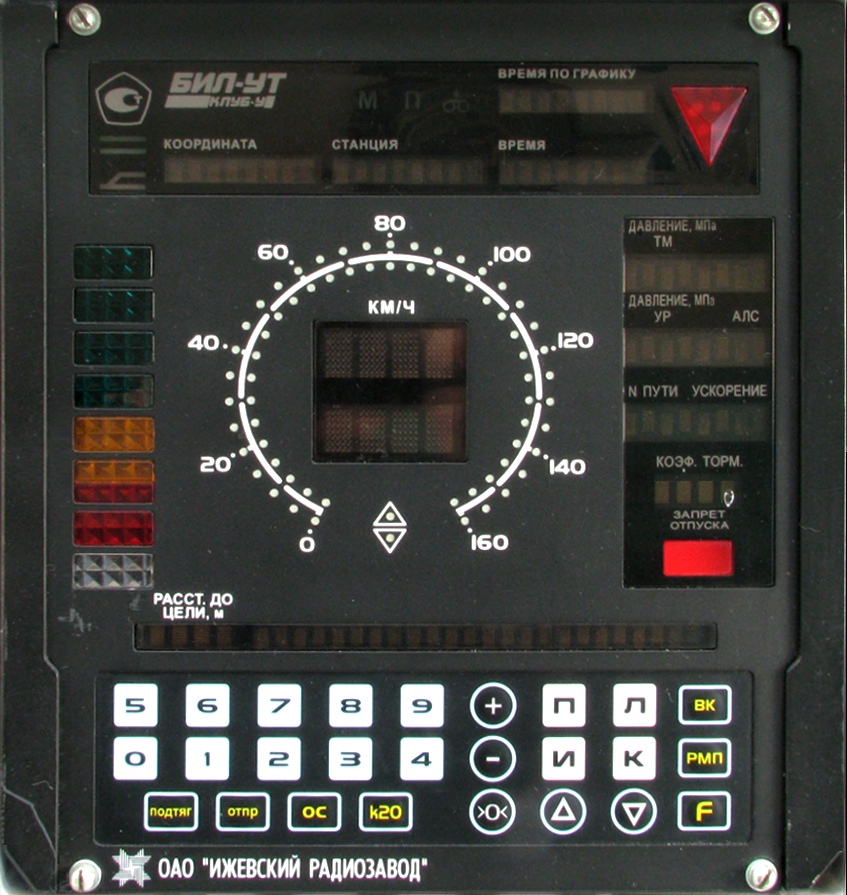 БИЛ-УТ
КЛУБ-У
М П
ВРЕМЯ ПО ГРАФИКУ
КООРДИНАТА СТАНЦИЯ ВРЕМЯ
ДАВЛЕНИЕ, МПа
ТМ
ДАВЛЕНИЕ, МПа
УР АЛС
N ПУТИ УСКОРЕНИЕ
КОЭФ. ТОРМ.
ЗАПРЕТ
ОТПУСКА
80
60 100
КМ/Ч
40 120
20 140
0 160
РАССТ. ДО
ЦЕЛИ, м
5 6 7 8 9 + П Л ВК
0 1 2 3 4 - И К РМП
подтяг отпр ОС k20 >0< F
ОАО "ИЖЕВСКИЙ РАДИОЗАВОД"